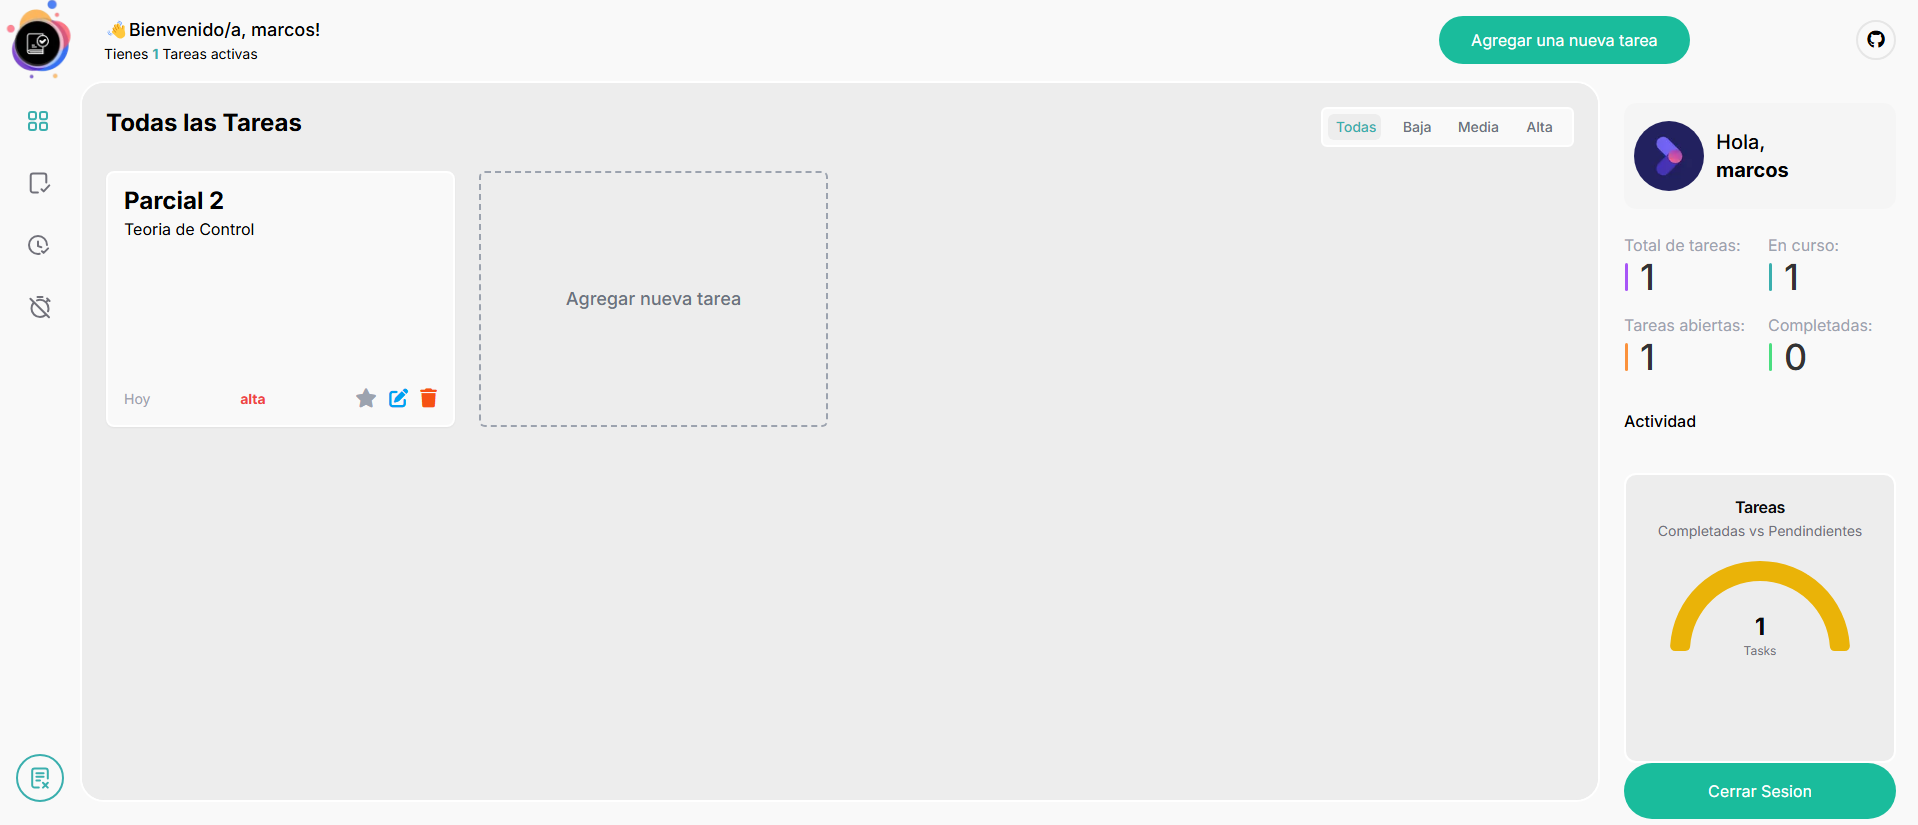 👋Bienvenido/a, marcos!
Tienes 1 Tareas activas
Agregar una nueva tarea
Todas las Tareas
Todas Baja Media Alta
Parcial 2
Teoria de Control
Hoy alta
Agregar nueva tarea
Hola,
marcos
Total de tareas: En curso:
1 1
Tareas abiertas: Completadas:
1 0
Actividad
Tareas
Completadas vs Pendindientes
1
Tasks
Cerrar Sesion